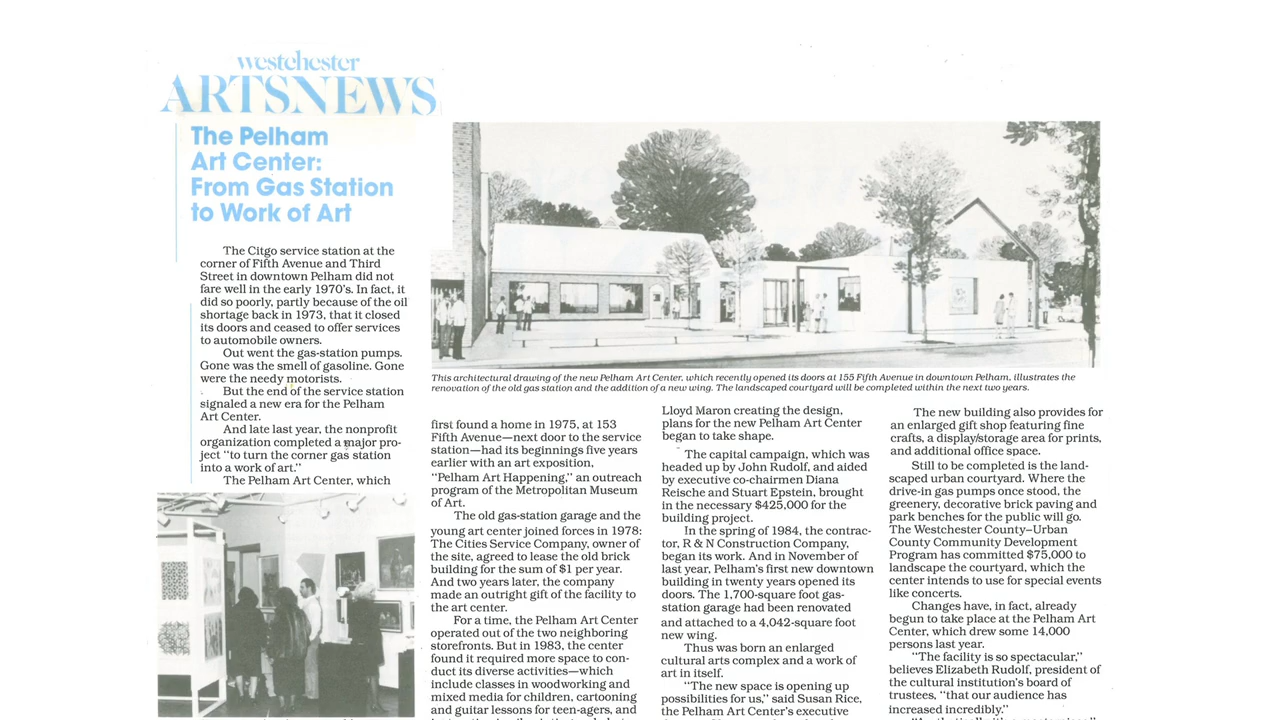 westchester
ARTSNEWS
The Pelham
Art Center:
From Gas Station
to Work of Art
The Citgo service station at the
corner of Fifth Avenue and Third
Street in downtown Pelham did not
fare well in the early 1970's. In fact, it
did so poorly, partly because of the oil
shortage back in 1973, that it closed
its doors and ceased to offer services
to automobile owners.
Out went the gas-station pumps.
Gone was the smell of gasoline. Gone
were the needy motorists.
But the end of the service station
signaled a new era for the Pelham
Art Center.
And late last year, the nonprofit
organization completed a major pro-
ject "to turn the corner gas station
into a work of art."
The Pelham Art Center, which
This architectural drawing of the new Pelham Art Center, which recently opened its doors at 155 Fifth Avenue in downtown Pelham, illustrates the
renovation of the old gas station and the addition of a new wing. The landscaped courtyard will be completed within the next two years.
first found a home in 1975, at 153
Fifth Avenue—next door to the service
station—had its beginnings five years
earlier with an art exposition,
"Pelham Art Happening," an outreach
program of the Metropolitan Museum
of Art.
The old gas-station garage and the
young art center joined forces in 1978:
The Cities Service Company, owner of
the site, agreed to lease the old brick
building for the sum of $1 per year.
And two years later, the company
made an outright gift of the facility to
the art center.
For a time, the Pelham Art Center
operated out of the two neighboring
storefronts. But in 1983, the center
found it required more space to con-
duct its diverse activities—which
include classes in woodworking and
mixed media for children, cartooning
and guitar lessons for teen-agers, and
Lloyd Maron creating the design,
plans for the new Pelham Art Center
began to take shape.
The capital campaign, which was
headed up by John Rudolf, and aided
by executive co-chairmen Diana
Reische and Stuart Epstein, brought
in the necessary $425,000 for the
building project.
In the spring of 1984, the contrac-
tor, R & N Construction Company,
began its work. And in November of
last year, Pelham's first new downtown
building in twenty years opened its
doors. The 1,700-square foot gas-
station garage had been renovated
and attached to a 4,042-square foot
new wing.
Thus was born an enlarged
cultural arts complex and a work of
art in itself.
"The new space is opening up
possibilities for us," said Susan Rice,
the Pelham Art Center's executive
The new building also provides for
an enlarged gift shop featuring fine
crafts, a display/storage area for prints,
and additional office space.
Still to be completed is the land-
scaped urban courtyard. Where the
drive-in gas pumps once stood, the
greenery, decorative brick paving and
park benches for the public will go.
The Westchester County–Urban
County Community Development
Program has committed $75,000 to
landscape the courtyard, which the
center intends to use for special events
like concerts.
Changes have, in fact, already
begun to take place at the Pelham Art
Center, which drew some 14,000
persons last year.
"The facility is so spectacular,"
believes Elizabeth Rudolf, president of
the cultural institution's board of
trustees, "that our audience has
increased incredibly."